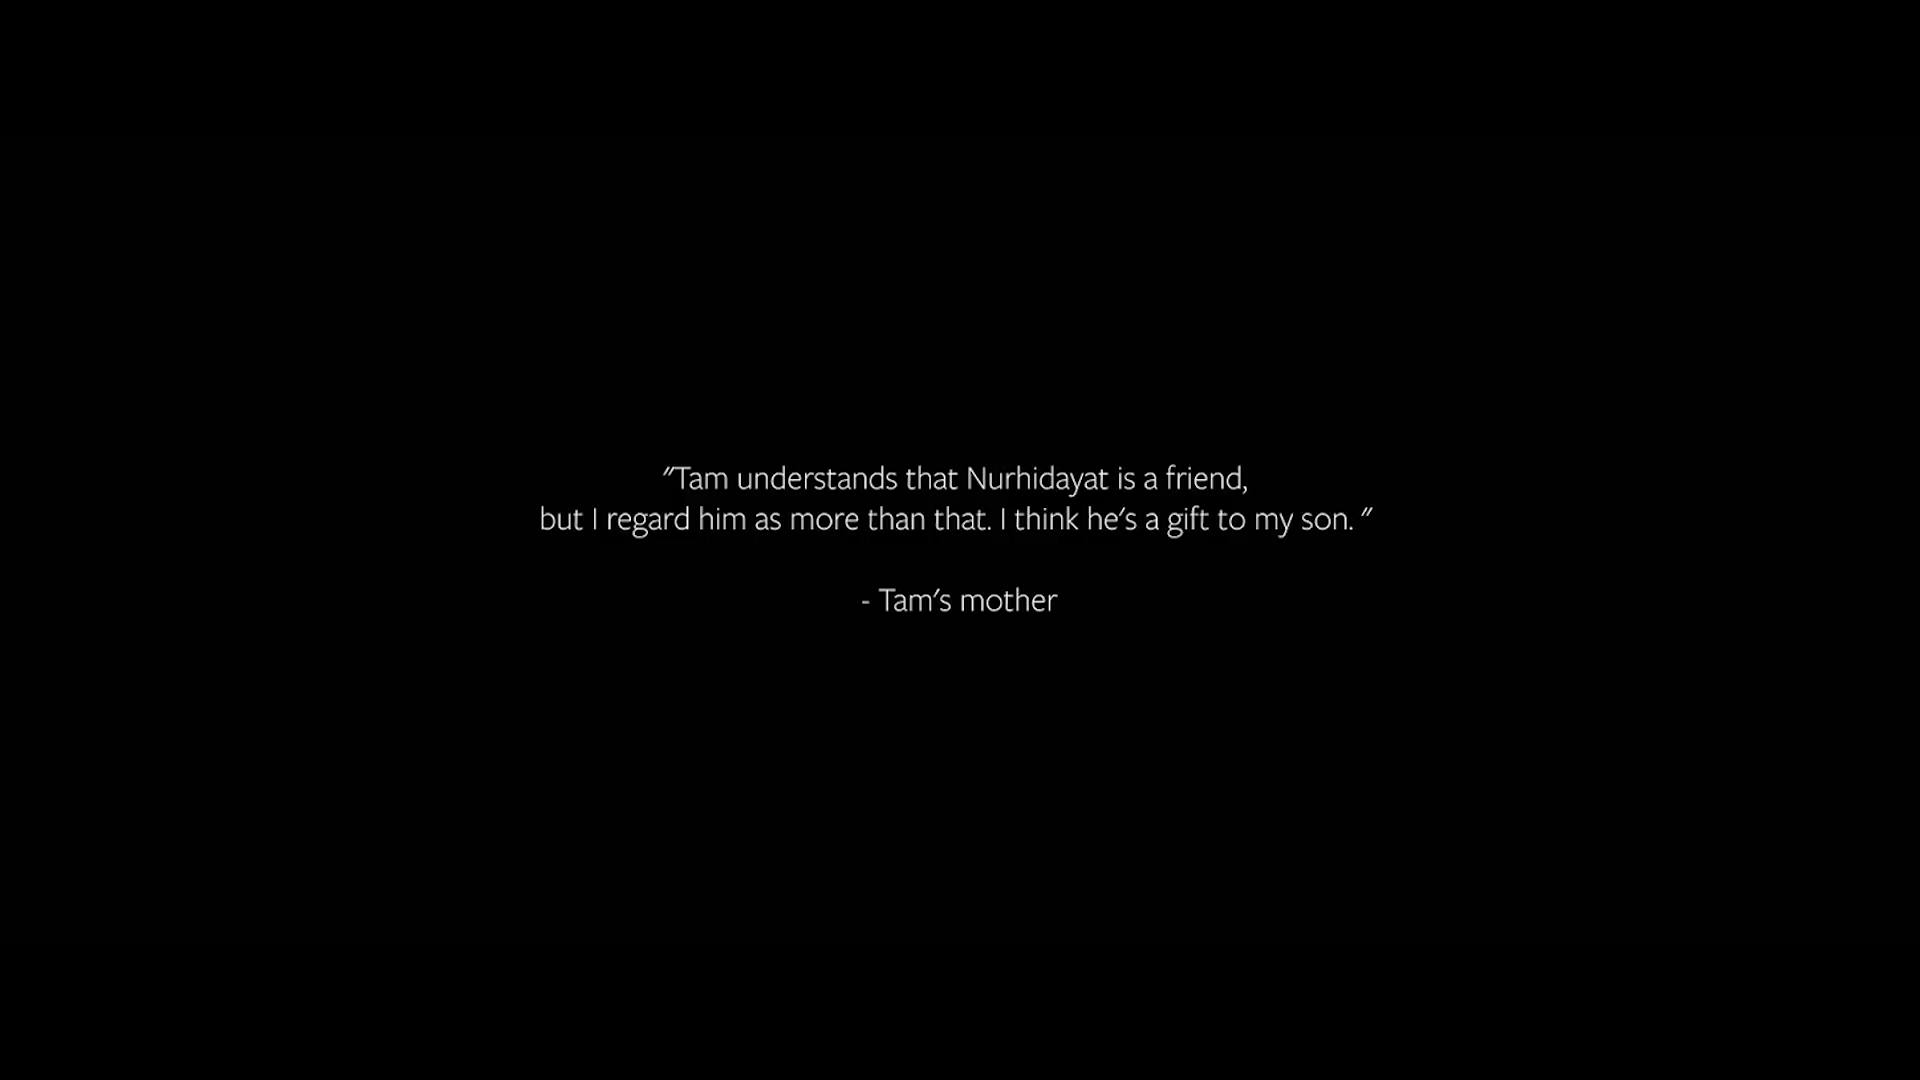 "Tam understands that Nurhidayat is a friend,
but I regard him as more than that. I think he's a gift to my son. "
- Tam's mother